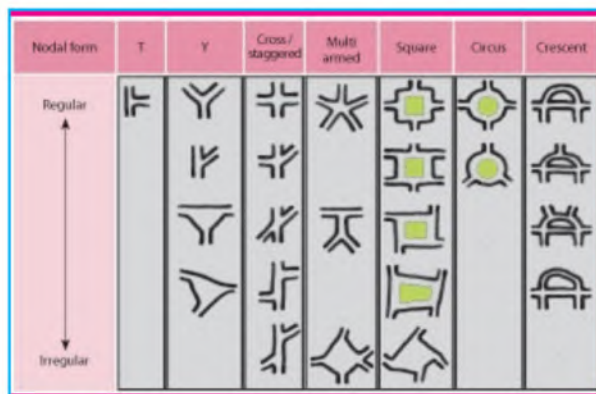 Nodal form
T
Y
Cross /
staggered
Multi
armed
Square
Circus
Crescent
Regular
Irregular